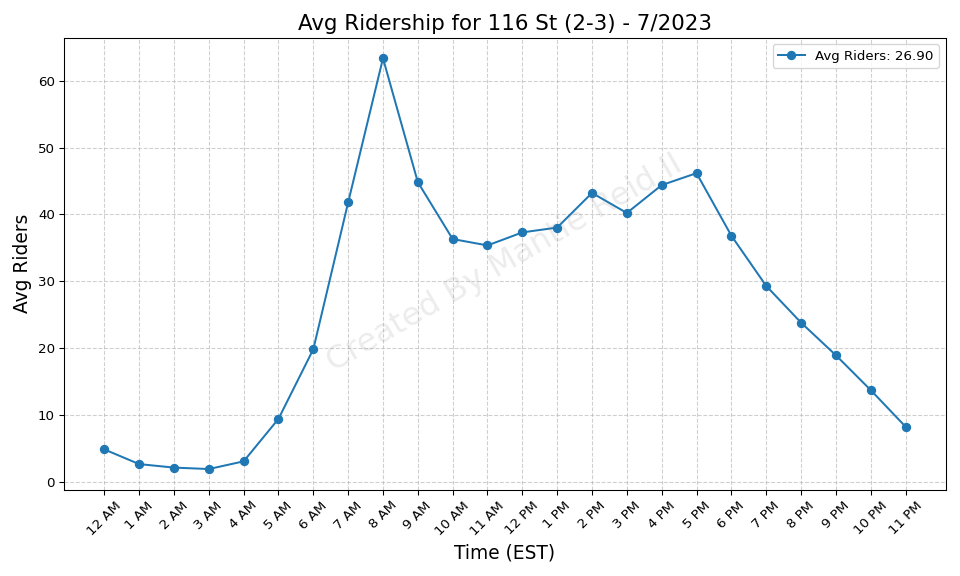 Avg Ridership for 116 St (2-3) - 7/2023
Avg Riders: 26.90
60
50
40
30
20
10
0
Avg Riders
Created By Mantle Reid II
12 AM
1 AM
2 AM
3 AM
4 AM
5 AM
6 AM
7 AM
8 AM
9 AM
10 AM
11 AM
12 PM
1 PM
2 PM
3 PM
4 PM
5 PM
6 PM
7 PM
8 PM
9 PM
10 PM
11 PM
Time (EST)